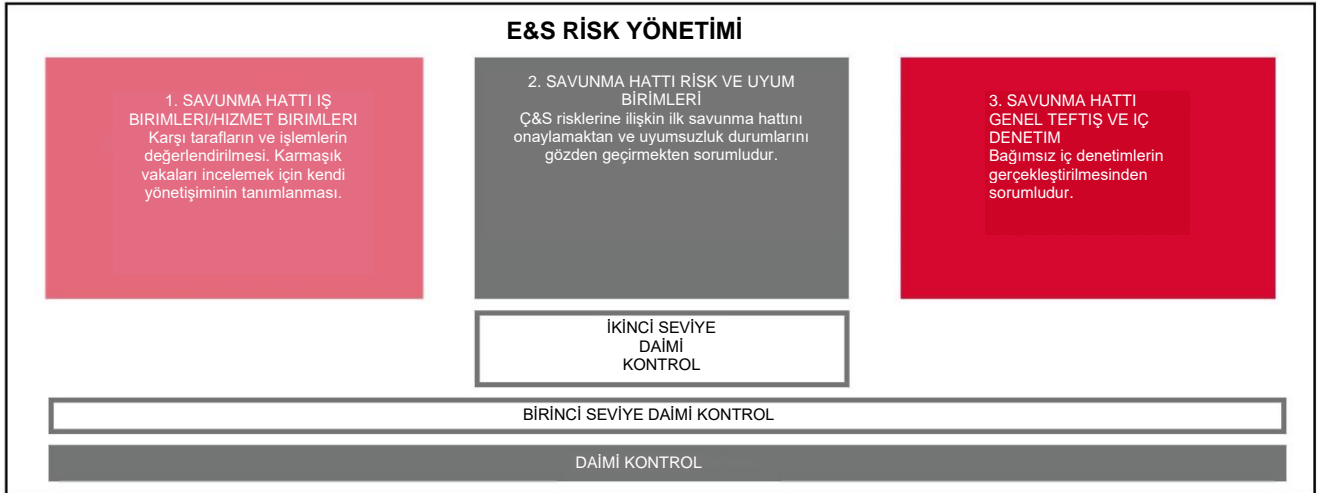 E&S RİSK YÖNETİMİ
1. SAVUNMA HATTI IŞ
BIRIMLERI/HIZMET BIRIMLERI
Karşı tarafların ve işlemlerin
değerlendirilmesi. Karmaşık
vakaları incelemek için kendi
yönetişiminin tanımlanması.
2. SAVUNMA HATTI RİSK VE UYUM
BİRİMLERİ
Ç&S risklerine ilişkin ilk savunma hattını
onaylamaktan ve uyumsuzluk durumlarını
gözden geçirmekten sorumludur.
3. SAVUNMA HATTI
GENEL TEFTIŞ VE IÇ
DENETIM
Bağımsız iç denetimlerin
gerçekleştirilmesinden
sorumludur.
İKİNCİ SEVİYE
DAİMİ
KONTROL
BİRİNCİ SEVİYE DAİMİ KONTROL
DAİMİ KONTROL